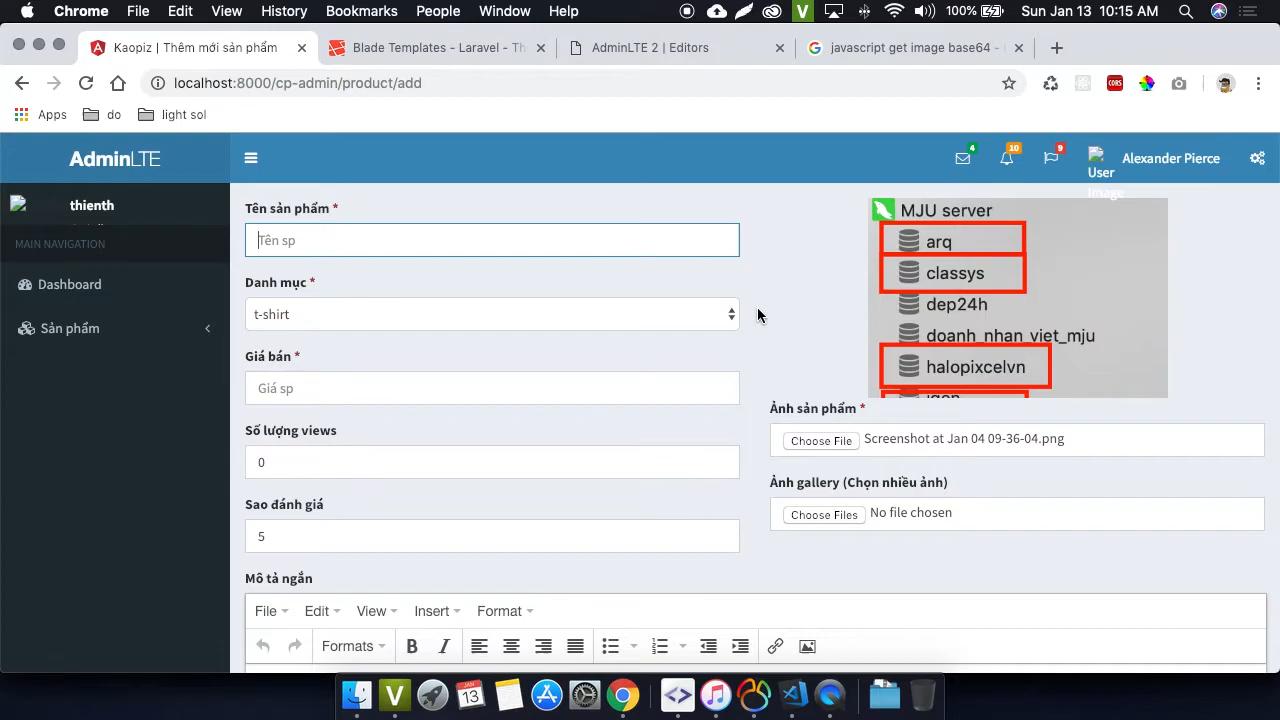 Chrome File Edit View History Bookmarks People Window Help
100% Sun Jan 13 10:15 AM
Kaopiz | Thêm mới sản phẩm
Blade Templates - Laravel - Th
AdminLTE 2 | Editors
javascript get image base64 -
localhost:8000/cp-admin/product/add
Apps do light sol
AdminLTE
4 10 9
User Image
Alexander Pierce
thienth
MAIN NAVIGATION
Dashboard
Sản phẩm
Tên sản phẩm *
Tên sp
Danh mục *
t-shirt
Giá bán *
Giá sp
Số lượng views
0
Sao đánh giá
5
MJU server
arq
classys
dep24h
doanh_nhan_viet_mju
halopixcelvn
Ảnh sản phẩm *
Choose File Screenshot at Jan 04 09-36-04.png
Ảnh gallery (Chọn nhiều ảnh)
Choose Files No file chosen
Mô tả ngắn
File Edit View Insert Format
Formats B I
JAN
13